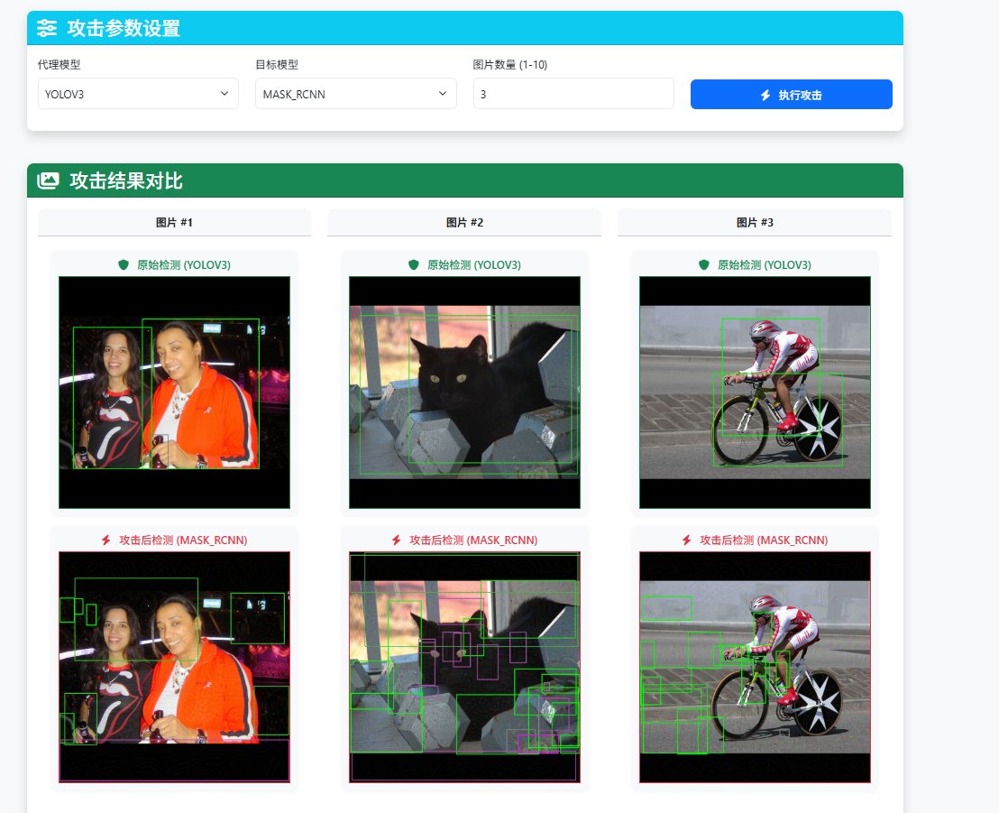 攻击参数设置
代理模型
目标模型
图片数量 (1-10)
YOLOV3
MASK_RCNN
3
执行攻击
攻击结果对比
图片 #1
图片 #2
图片 #3
原始检测 (YOLOV3)
原始检测 (YOLOV3)
原始检测 (YOLOV3)
攻击后检测 (MASK_RCNN)
攻击后检测 (MASK_RCNN)
攻击后检测 (MASK_RCNN)